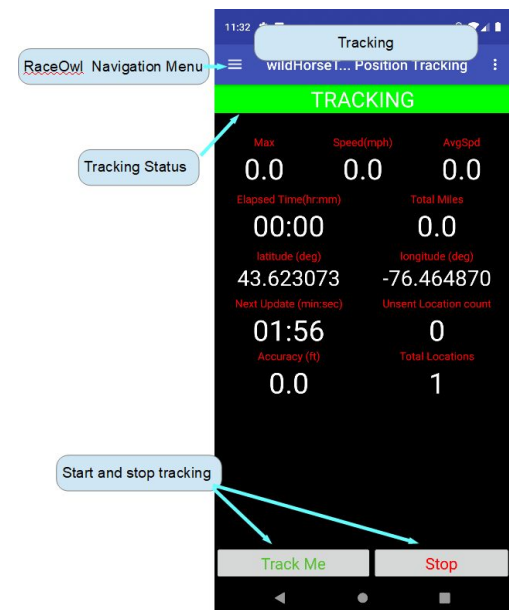 11:32
Tracking
RaceOwl Navigation Menu
wildHorseT... Position Tracking
TRACKING
Tracking Status
Max Speed(mph) AvgSpd
0.0 0.0 0.0
Elapsed Time(hr:mm) Total Miles
00:00 0.0
latitude (deg) longitude (deg)
43.623073 -76.464870
Next Update (min:sec) Unsent Location count
01:56 0
Accuracy (ft) Total Locations
0.0 1
Start and stop tracking
Track Me Stop